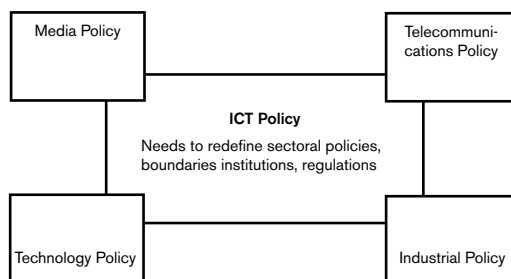 Media Policy
Telecommuni-
cations Policy
ICT Policy
Needs to redefine sectoral policies,
boundaries institutions, regulations
Technology Policy
Industrial Policy